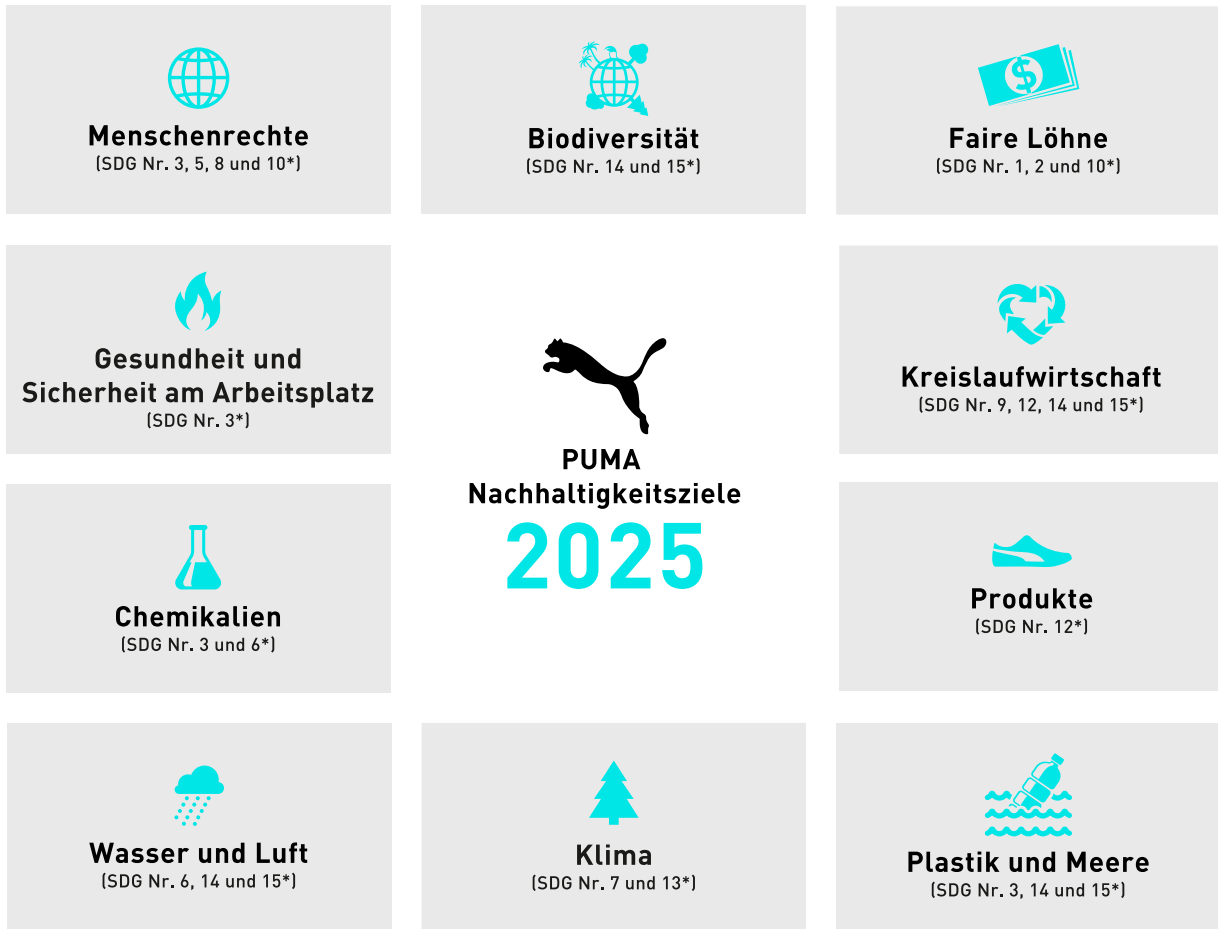 Menschenrechte
(SDG Nr. 3, 5, 8 und 10*)
Biodiversität
(SDG Nr. 14 und 15*)
Faire Löhne
(SDG Nr. 1, 2 und 10*)
Gesundheit und
Sicherheit am Arbeitsplatz
(SDG Nr. 3*)
PUMA
Nachhaltigkeitsziele
2025
Kreislaufwirtschaft
(SDG Nr. 9, 12, 14 und 15*)
Chemikalien
(SDG Nr. 3 und 6*)
Produkte
(SDG Nr. 12*)
Wasser und Luft
(SDG Nr. 6, 14 und 15*)
Klima
(SDG Nr. 7 und 13*)
Plastik und Meere
(SDG Nr. 3, 14 und 15*)